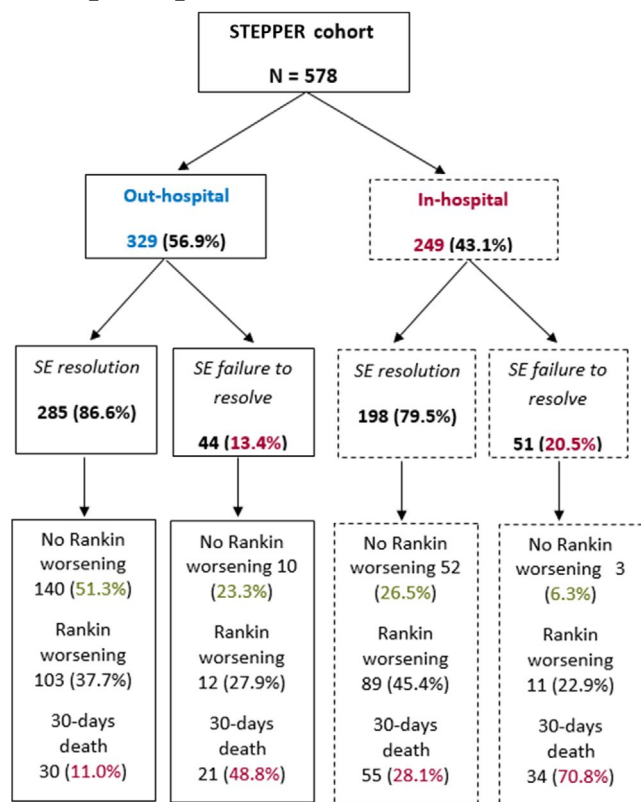 STEPPER cohort
N = 578
Out-hospital
329 (56.9%)
In-hospital
249 (43.1%)
SE resolution
285 (86.6%)
SE failure to
resolve
44 (13.4%)
SE resolution
198 (79.5%)
SE failure to
resolve
51 (20.5%)
No Rankin
worsening
140 (51.3%)
Rankin
worsening
103 (37.7%)
30-days
death
30 (11.0%)
No Rankin
worsening 10
(23.3%)
Rankin
worsening
12 (27.9%)
30-days
death
21 (48.8%)
No Rankin
worsening 52
(26.5%)
Rankin
worsening
89 (45.4%)
30-days
death
55 (28.1%)
No Rankin
worsening 3
(6.3%)
Rankin
worsening
11 (22.9%)
30-days
death
34 (70.8%)